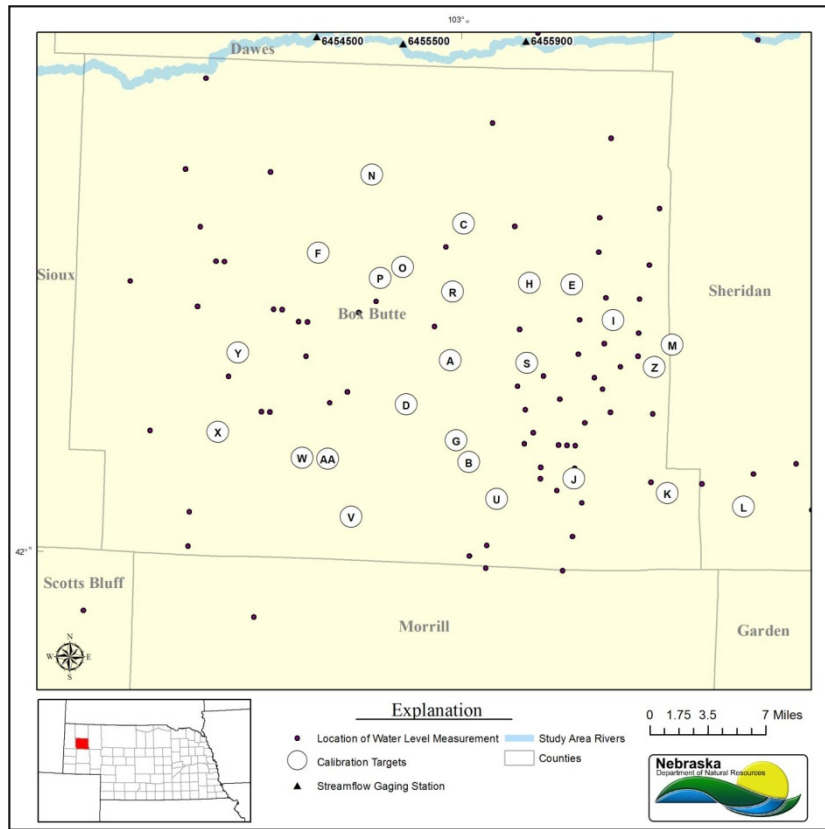 103°
Dawes
6454500
6455500
6455900
N
C
F
O
P
Sioux
H
E
R
Sheridan
Box Butte
I
M
Y
A
S
Z
D
X
G
W
AA
B
J
U
K
L
V
42°
Scotts Bluff
Morrill
Garden
N
W E
S
Explanation
Location of Water Level Measurement
Study Area Rivers
Calibration Targets
Counties
Streamflow Gaging Station
0 1.75 3.5 7 Miles
Nebraska
Department of Natural Resources